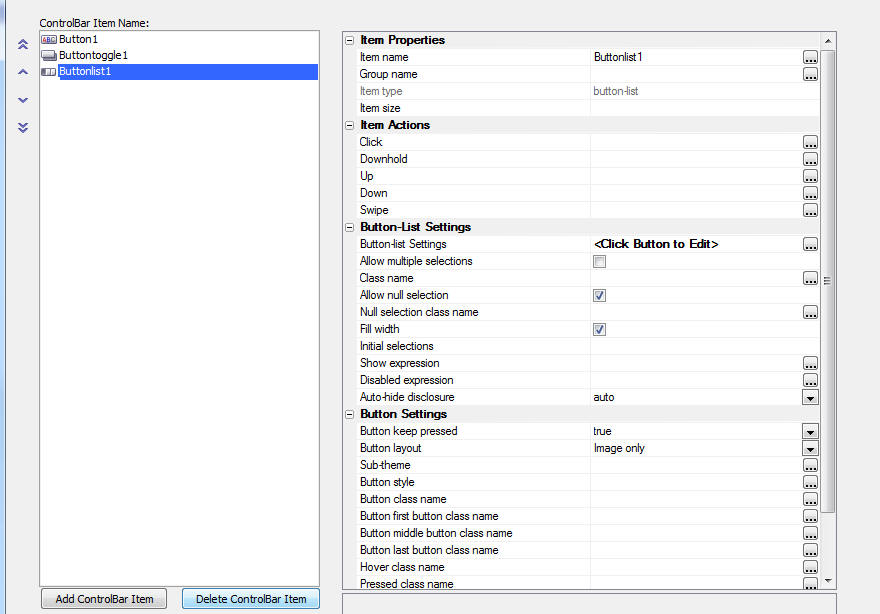 ControlBar Item Name:
ABC Button1
Buttontoggle1
Buttonlist1
Item Properties
Item name Buttonlist1 ...
Group name ...
Item type button-list
Item size
Item Actions
Click ...
Downhold ...
Up ...
Down ...
Swipe ...
Button-List Settings
Button-list Settings <Click Button to Edit> ...
Allow multiple selections
Class name ...
Allow null selection
Null selection class name ...
Fill width
Initial selections
Show expression ...
Disabled expression ...
Auto-hide disclosure auto
Button Settings
Button keep pressed true
Button layout Image only
Sub-theme ...
Button style ...
Button class name ...
Button first button class name ...
Button middle button class name ...
Button last button class name ...
Hover class name ...
Pressed class name ...
Add ControlBar Item Delete ControlBar Item